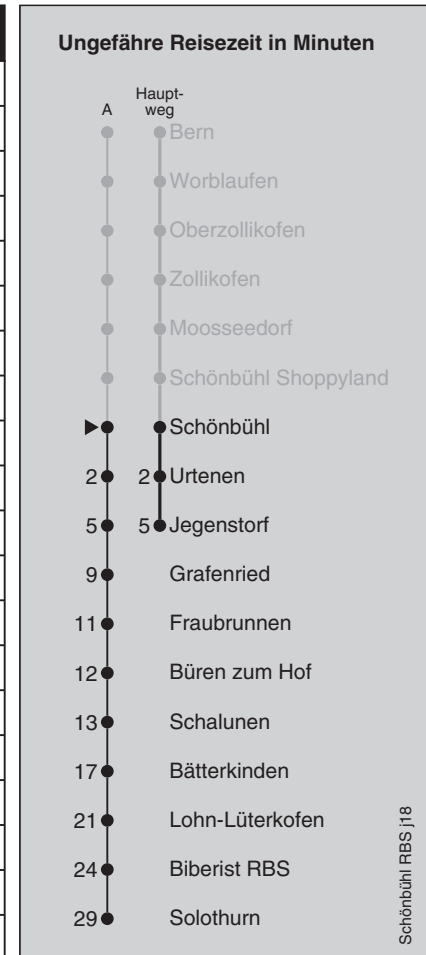 Ungefähre Reisezeit in Minuten
Haupt-
A weg
Bern
Worblaufen
Oberzollikofen
Zollikofen
Moosseedorf
Schönbühl Shoppyland
Schönbühl
2 2 Urtenen
5 5 Jegenstorf
9 Grafenried
11 Fraubrunnen
12 Büren zum Hof
13 Schalunen
17 Bätterkinden
21 Lohn-Lüterkofen
24 Biberist RBS
29 Solothurn
Schönbühl RBS j18